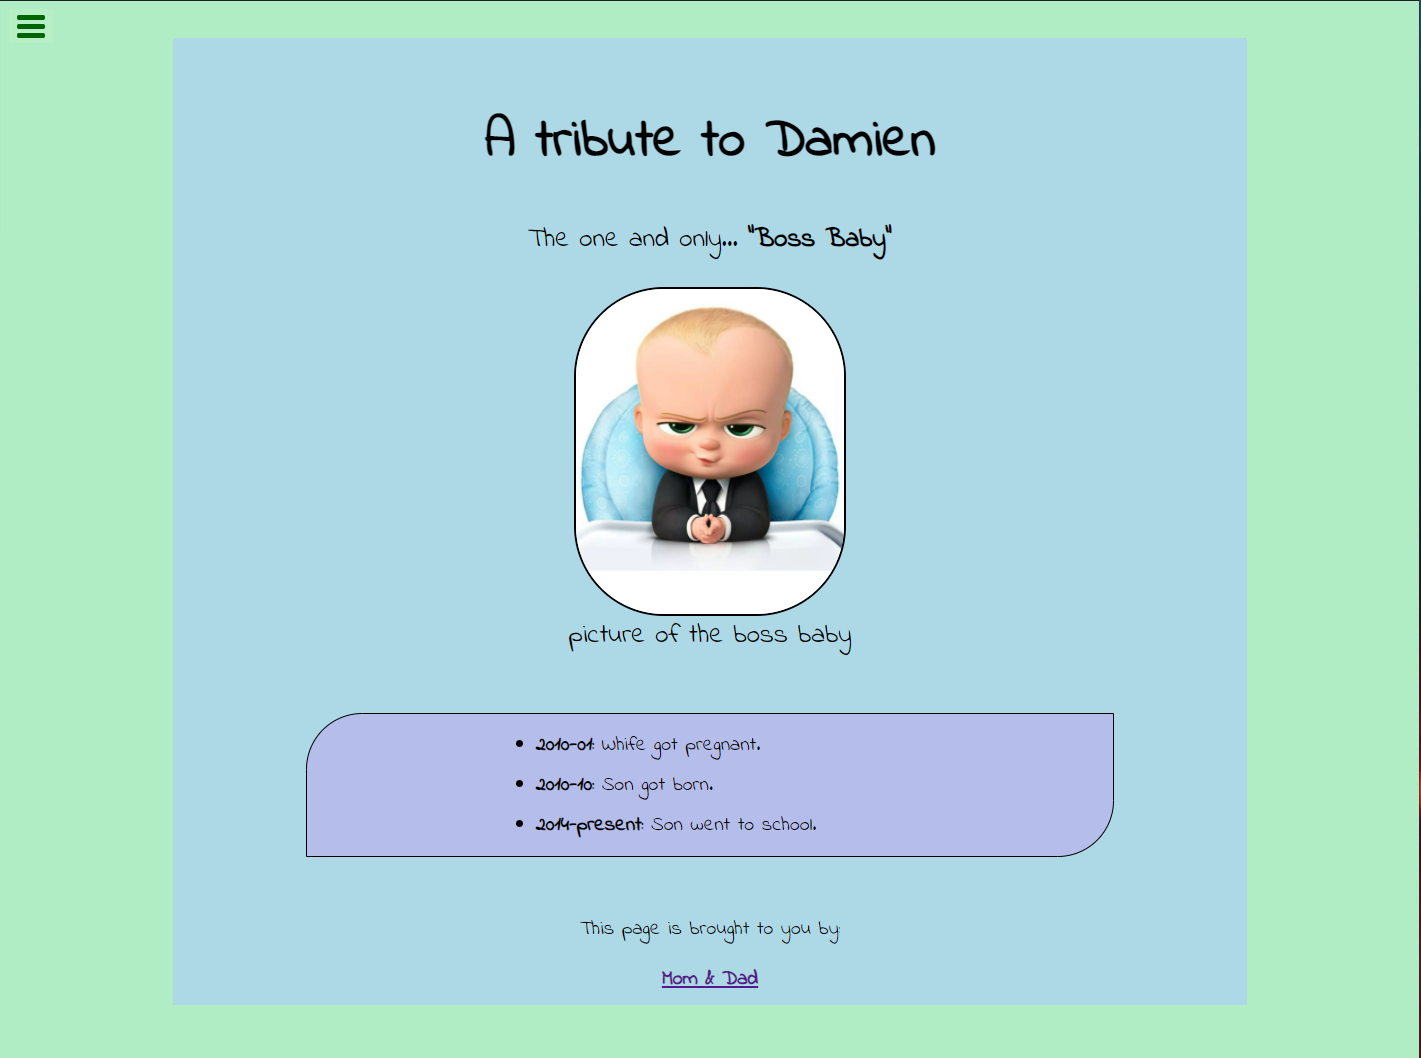 A tribute to Damien
The one and only... "Boss Baby"
picture of the boss baby
2010-01: Whife got pregnant.
2010-10: Son got born.
2014-present: Son went to school.
This page is brought to you by:
Mom & Dad